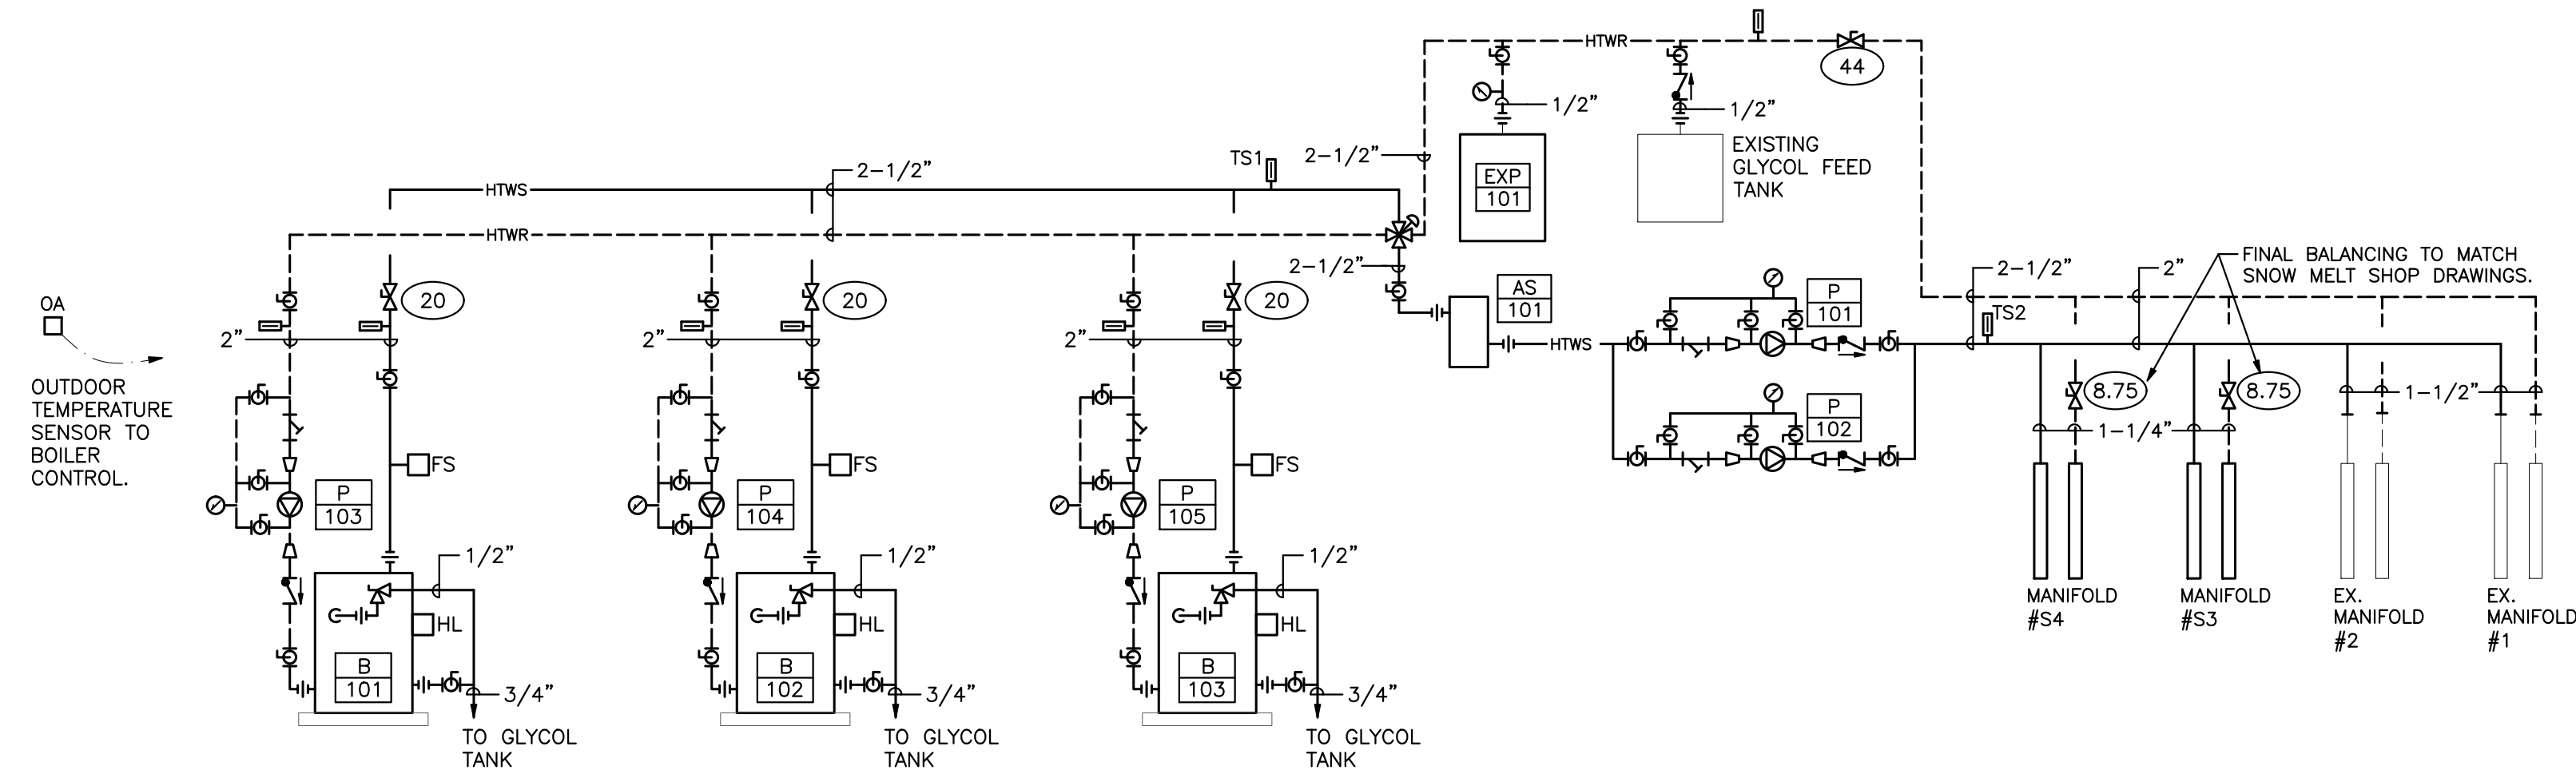 HTWR
44
1/2”
1/2”
EXISTING
GLYCOL FEED
TANK
EXP
101
2-1/2”
TS1
2-1/2”
HTWS
HTWR
2-1/2”
AS
101
HTWS
P
101
P
102
2-1/2”
2”
FINAL BALANCING TO MATCH
SNOW MELT SHOP DRAWINGS.
TS2
8.75
8.75
1-1/2”
1-1/4”
MANIFOLD
#S4
MANIFOLD
#S3
EX.
MANIFOLD
#2
EX.
MANIFOLD
#1
OA
OUTDOOR
TEMPERATURE
SENSOR TO
BOILER
CONTROL.
20
2”
FS
P
103
1/2”
HL
B
101
3/4”
TO GLYCOL
TANK
20
2”
FS
P
104
1/2”
HL
B
102
3/4”
TO GLYCOL
TANK
20
2”
FS
P
105
1/2”
HL
B
103
3/4”
TO GLYCOL
TANK